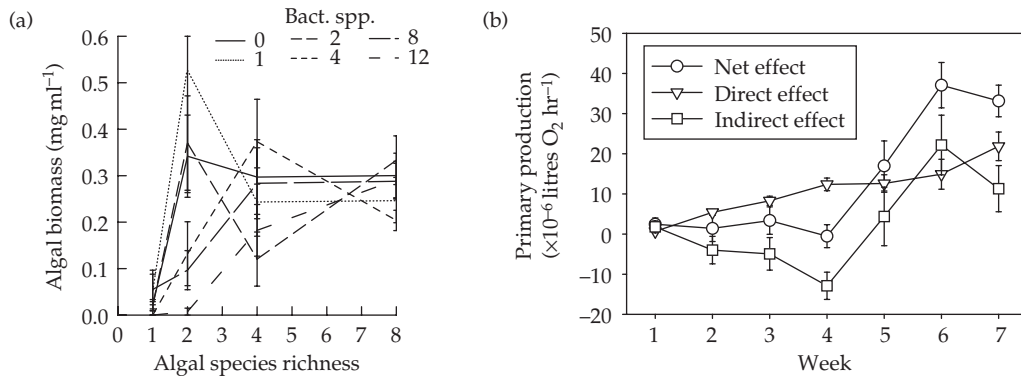 (a)
Bact. spp.
0 2 8
1 4 12
0.6
0.5
0.4
0.3
0.2
0.1
0.0
Algal biomass (mg ml⁻¹)
0 1 2 3 4 5 6 7 8
Algal species richness
(b)
50
40
30
20
10
0
−10
−20
Primary production
(×10⁻⁶ litres O₂ hr⁻¹)
Net effect
Direct effect
Indirect effect
1 2 3 4 5 6 7
Week